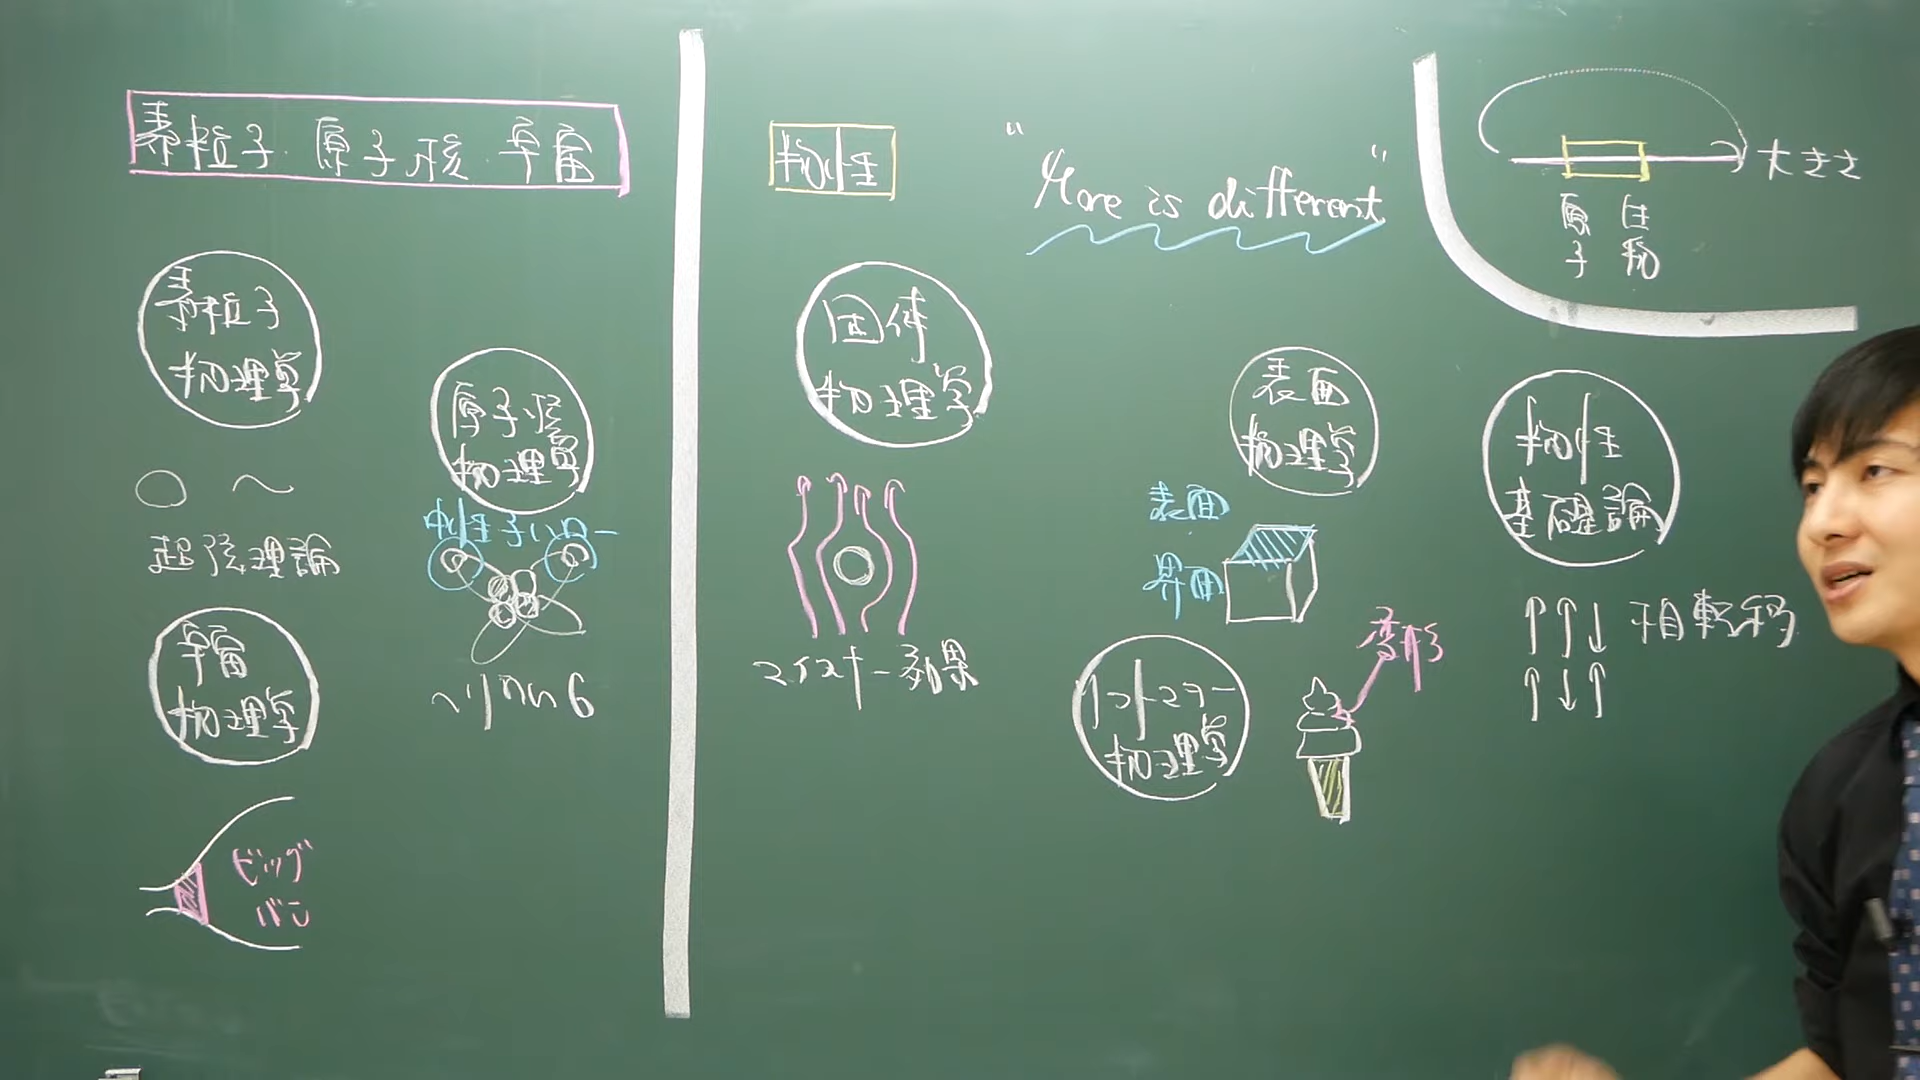 素粒子・原子核・宇宙
素粒子
物理学
超弦理論
宇宙
物理学
ビッグ
バン
原子核
物理学
中性子ハロー
ヘリウム6
物性
"More is different"
固体
物理学
マイスナー効果
表面
物理学
表面
界面
ソフトマター
物理学
変形
大きさ
原子
生物
物性
基礎論
相転移